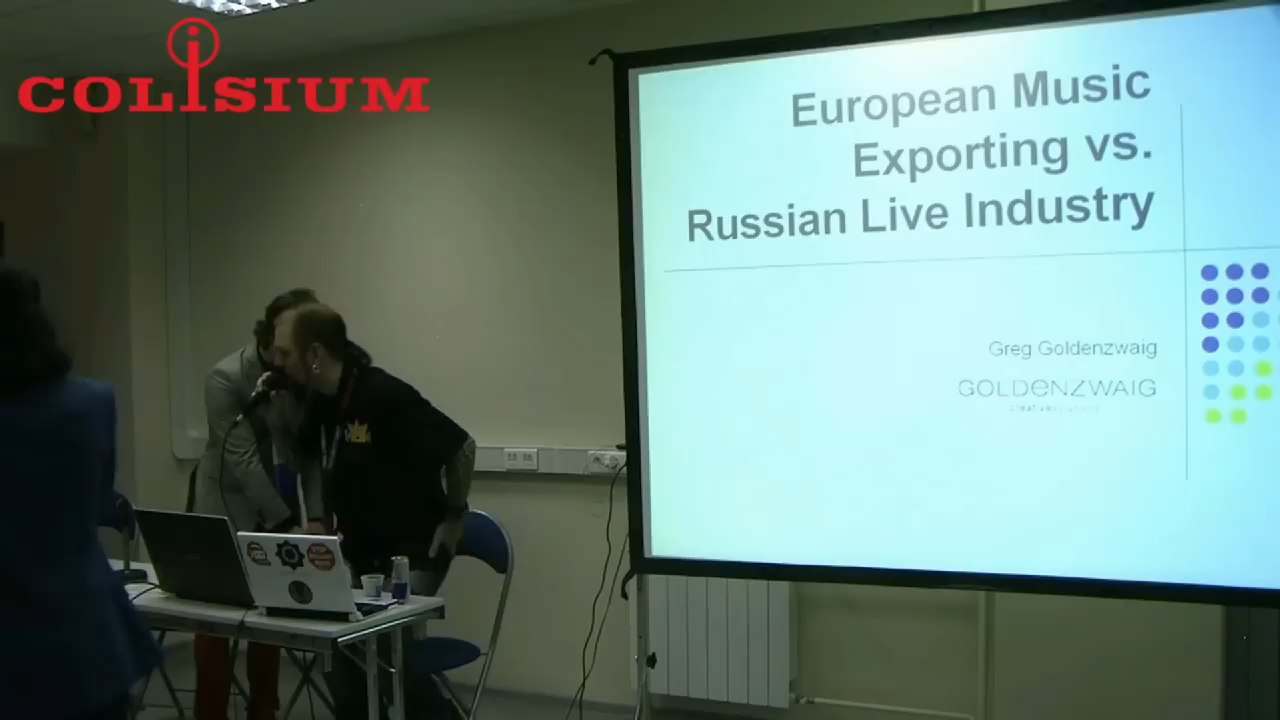 COLISIUM
European Music
Exporting vs.
Russian Live Industry
Greg Goldenzwaig
GOLDENZWAIG